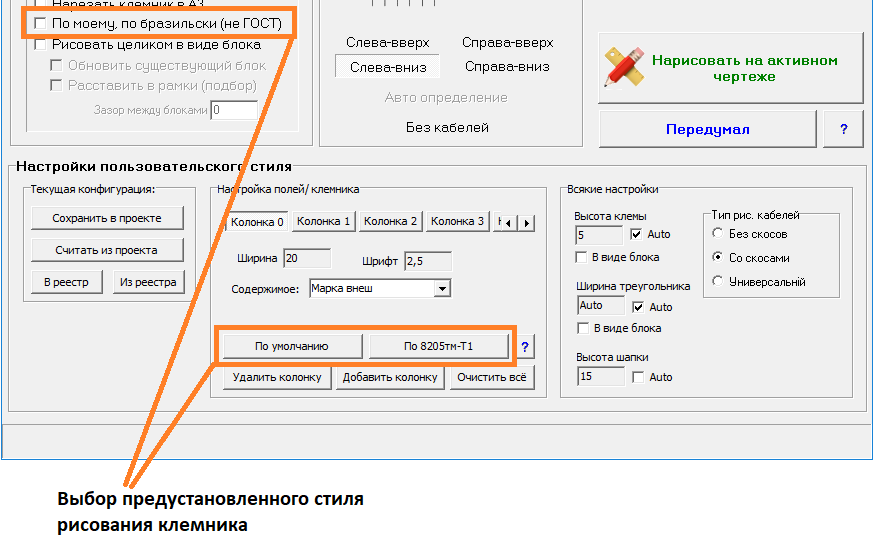 Нарезать клемник в А3
По моему, по бразильски (не ГОСТ)
Рисовать целиком в виде блока
Обновить существующий блок
Расставить в рамки (подбор)
Зазор между блоками 0
Слева-вверх Справа-вверх
Слева-вниз Справа-вниз
Авто определение
Без кабелей
Нарисовать на активном
чертеже
Передумал ?
Настройки пользовательского стиля
Текущая конфигурация:
Сохранить в проекте
Считать из проекта
В реестр Из реестра
Настройка полей/ клемника
Колонка 0 Колонка 1 Колонка 2 Колонка 3
Ширина 20 Шрифт 2,5
Содержимое: Марка внеш
По умолчанию По 8205тм-Т1 ?
Удалить колонку Добавить колонку Очистить всё
Всякие настройки
Высота клемы
5 Auto
В виде блока
Ширина треугольника
Auto Auto
В виде блока
Высота шапки
15 Auto
Тип рис. кабелей
Без скосов
Со скосами
Универсальній
Выбор предустановленного стиля
рисования клемника